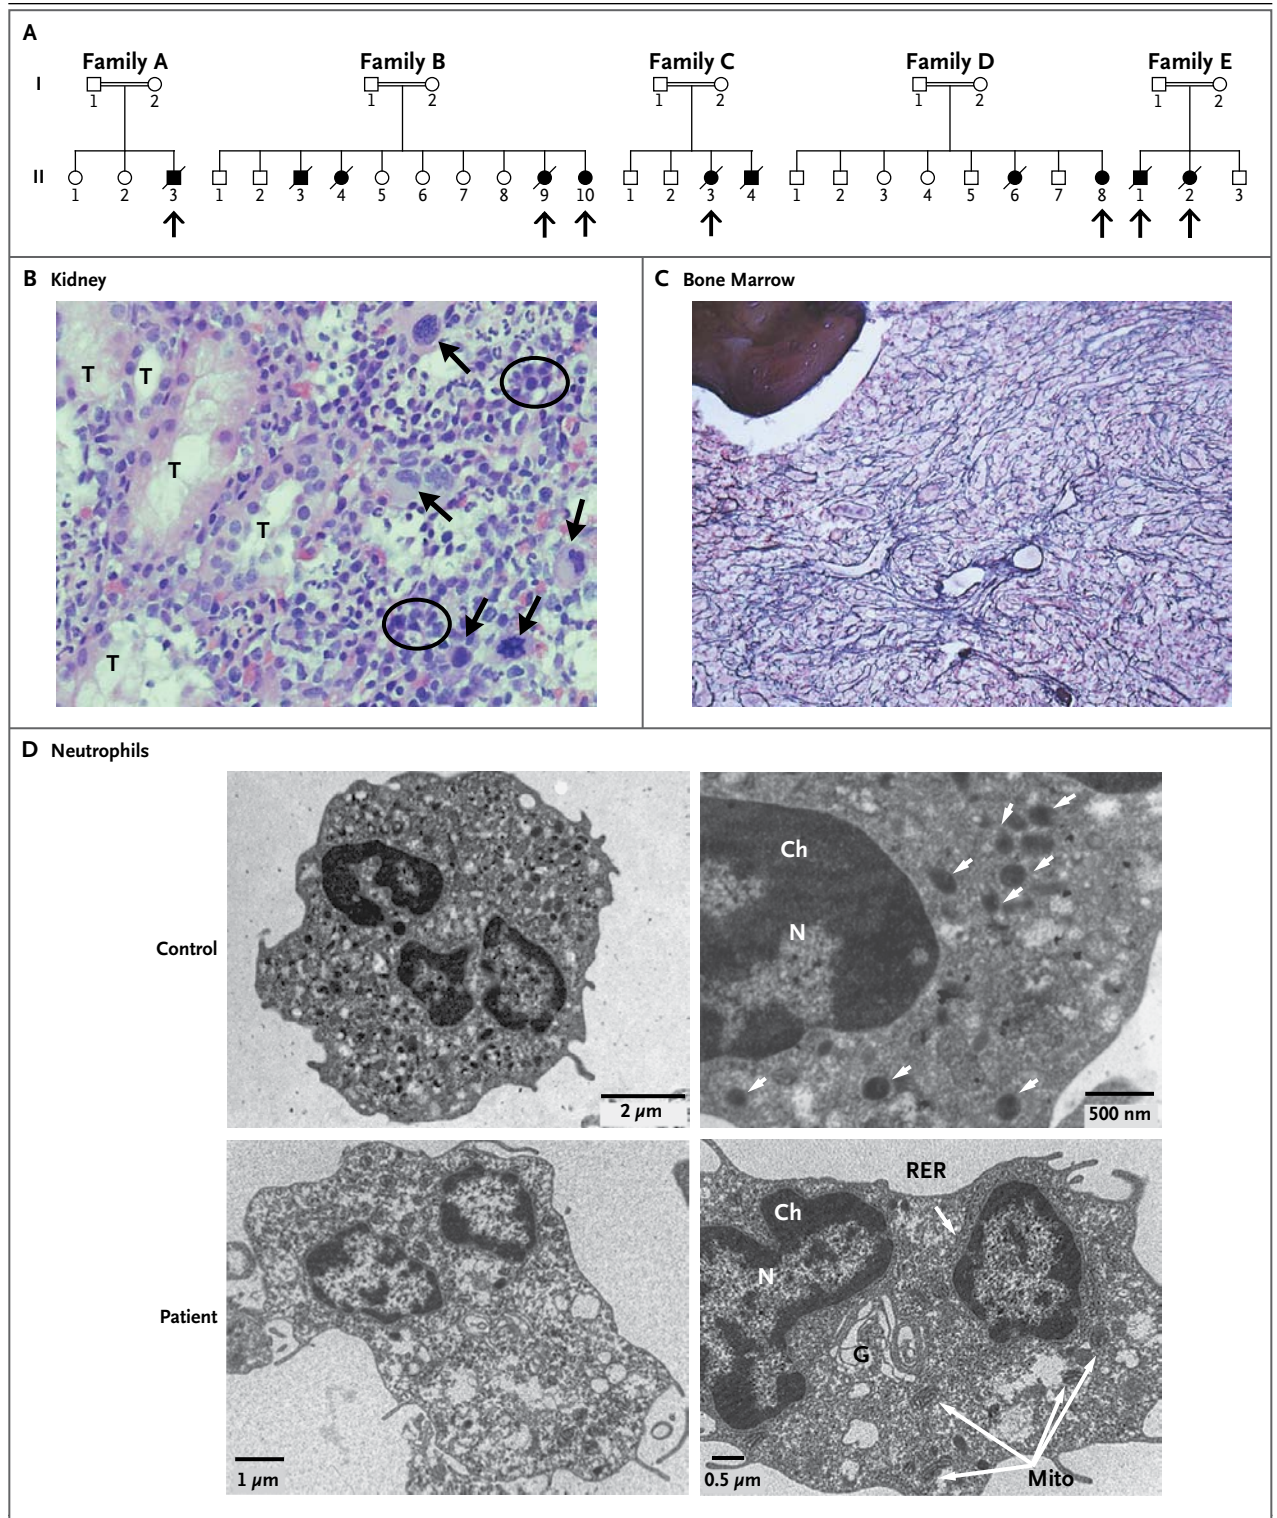 A
Family A Family B Family C Family D Family E
I
1 2 1 2 1 2 1 2 1 2
II
1 2 3 1 2 3 4 5 6 7 8 9 10 1 2 3 4 1 2 3 4 5 6 7 8 1 2 3
B Kidney
C Bone Marrow
T T
T
T
T
D Neutrophils
Control
Ch
N
2 µm
500 nm
Patient
RER
Ch
N
G
Mito
1 µm
0.5 µm